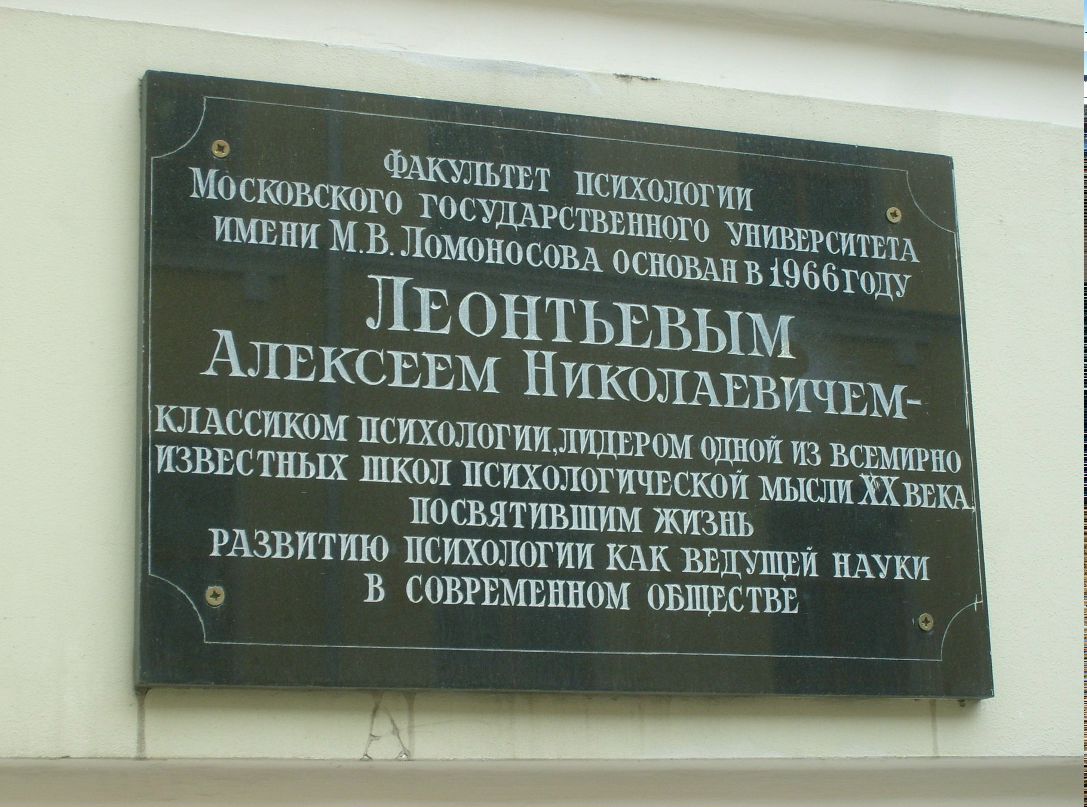 ФАКУЛЬТЕТ ПСИХОЛОГИИ
МОСКОВСКОГО ГОСУДАРСТВЕННОГО УНИВЕРСИТЕТА
ИМЕНИ М.В. ЛОМОНОСОВА ОСНОВАН В 1966 ГОДУ
ЛЕОНТЬЕВЫМ
АЛЕКСЕЕМ НИКОЛАЕВИЧЕМ-
КЛАССИКОМ ПСИХОЛОГИИ, ЛИДЕРОМ ОДНОЙ ИЗ ВСЕМИРНО
ИЗВЕСТНЫХ ШКОЛ ПСИХОЛОГИЧЕСКОЙ МЫСЛИ XX ВЕКА,
ПОСВЯТИВШИМ ЖИЗНЬ
РАЗВИТИЮ ПСИХОЛОГИИ КАК ВЕДУЩЕЙ НАУКИ
В СОВРЕМЕННОМ ОБЩЕСТВЕ